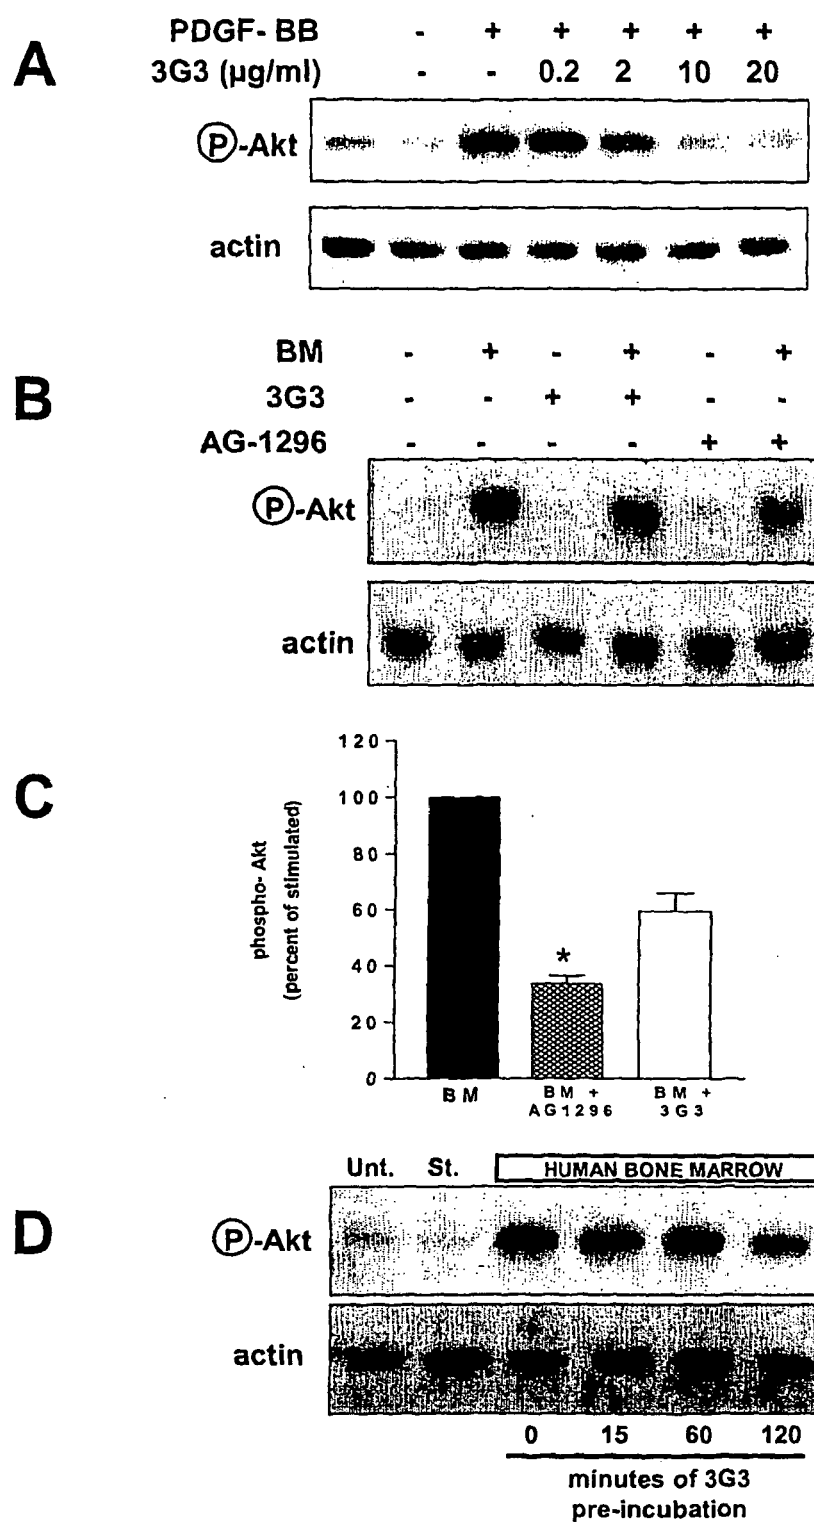 A
PDGF- BB - + + + + +
3G3 (µg/ml) - - 0.2 2 10 20
P-Akt
actin
B
BM - + - + - +
3G3 - - + + - -
AG-1296 - - - - + +
P-Akt
actin
C
phospho- Akt
(percent of stimulated)
120
100
80
60
40
20
0
*
BM
BM +
AG1296
BM +
3G3
D
Unt. St. HUMAN BONE MARROW
P-Akt
actin
0 15 60 120
minutes of 3G3
pre-incubation